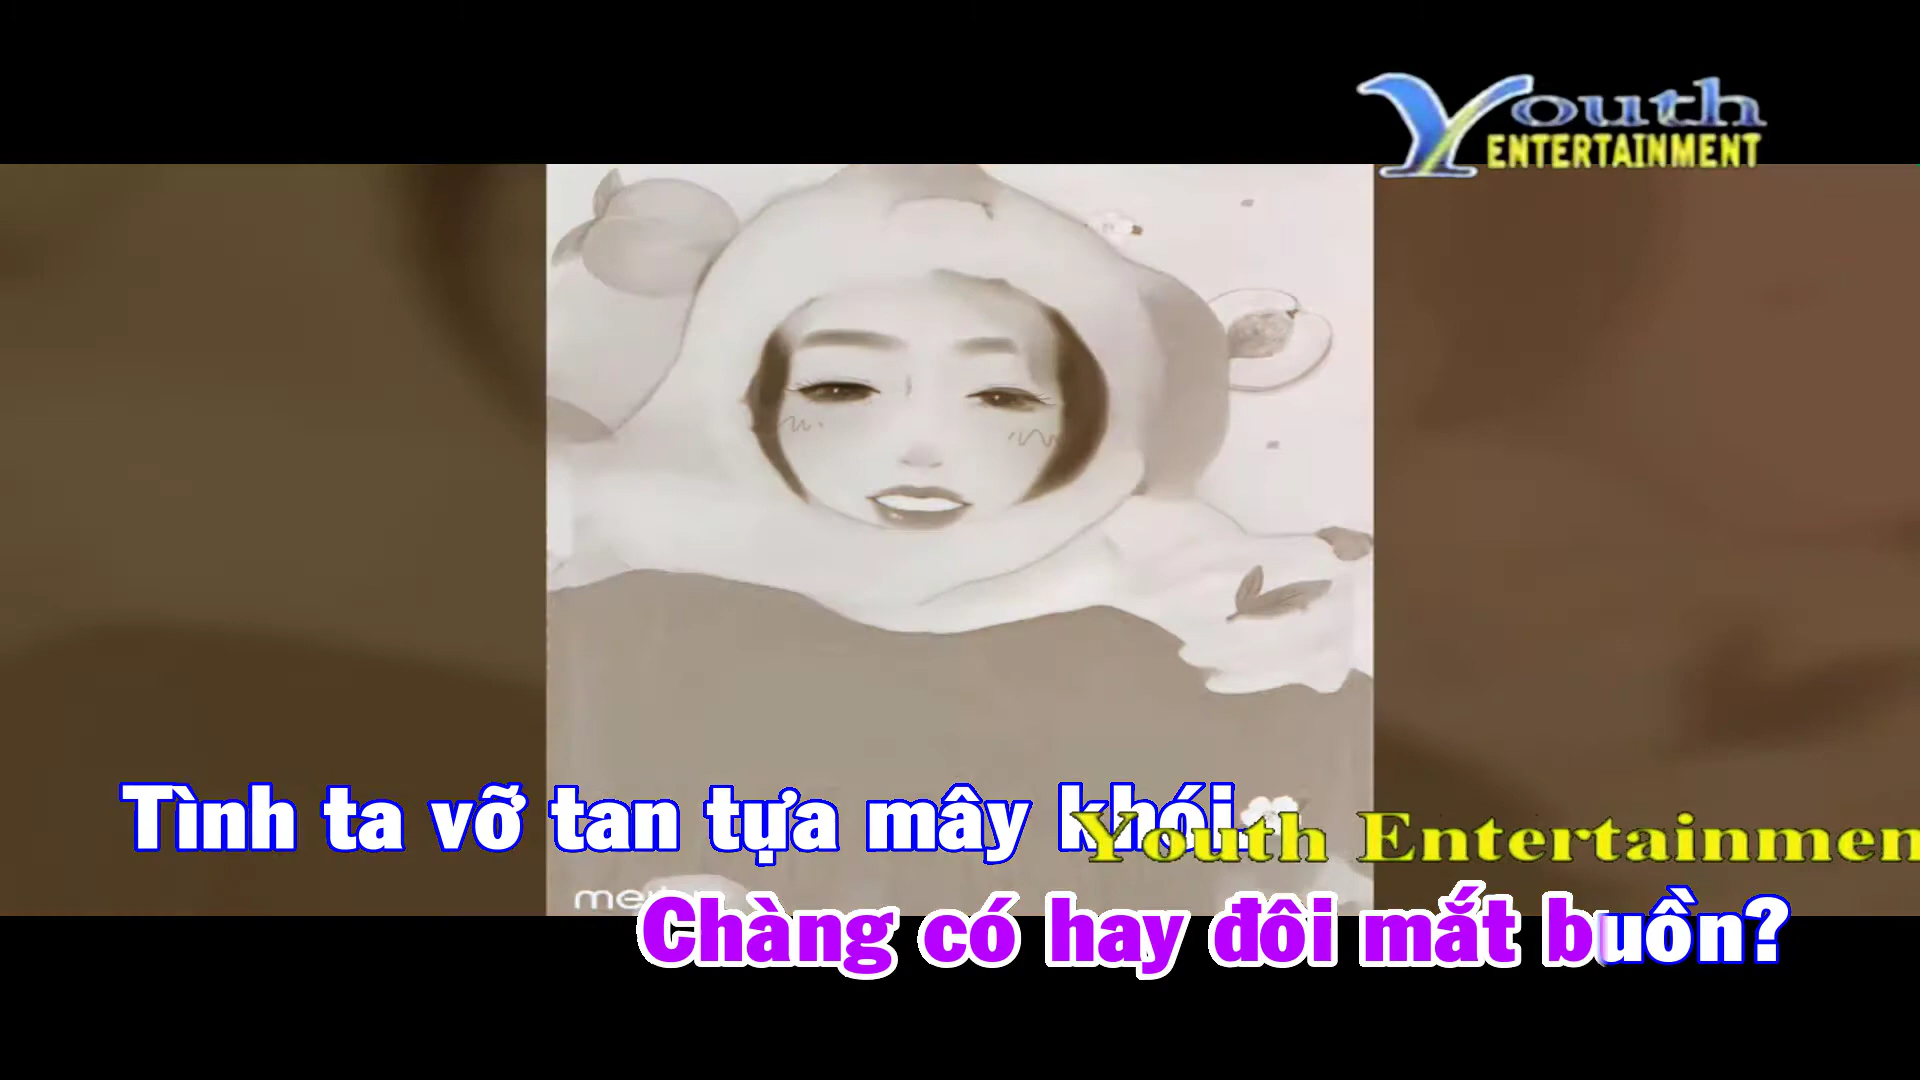 Youth
ENTERTAINMENT
Tình ta vỡ tan tựa mây khói.
Youth Entertainmen
Chàng có hay đôi mắt buồn?